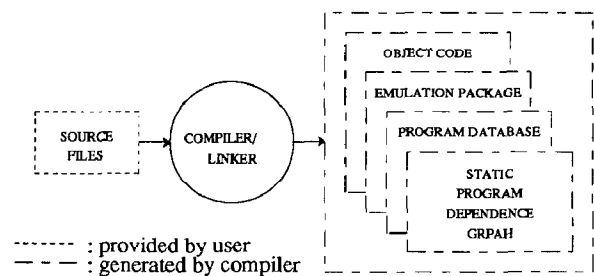 OBJECT CODE
EMULATION PACKAGE
PROGRAM DATABASE
STATIC
PROGRAM
DEPENDENCE
GRPAH
SOURCE
FILES
COMPILER/
LINKER
: provided by user
: generated by compiler